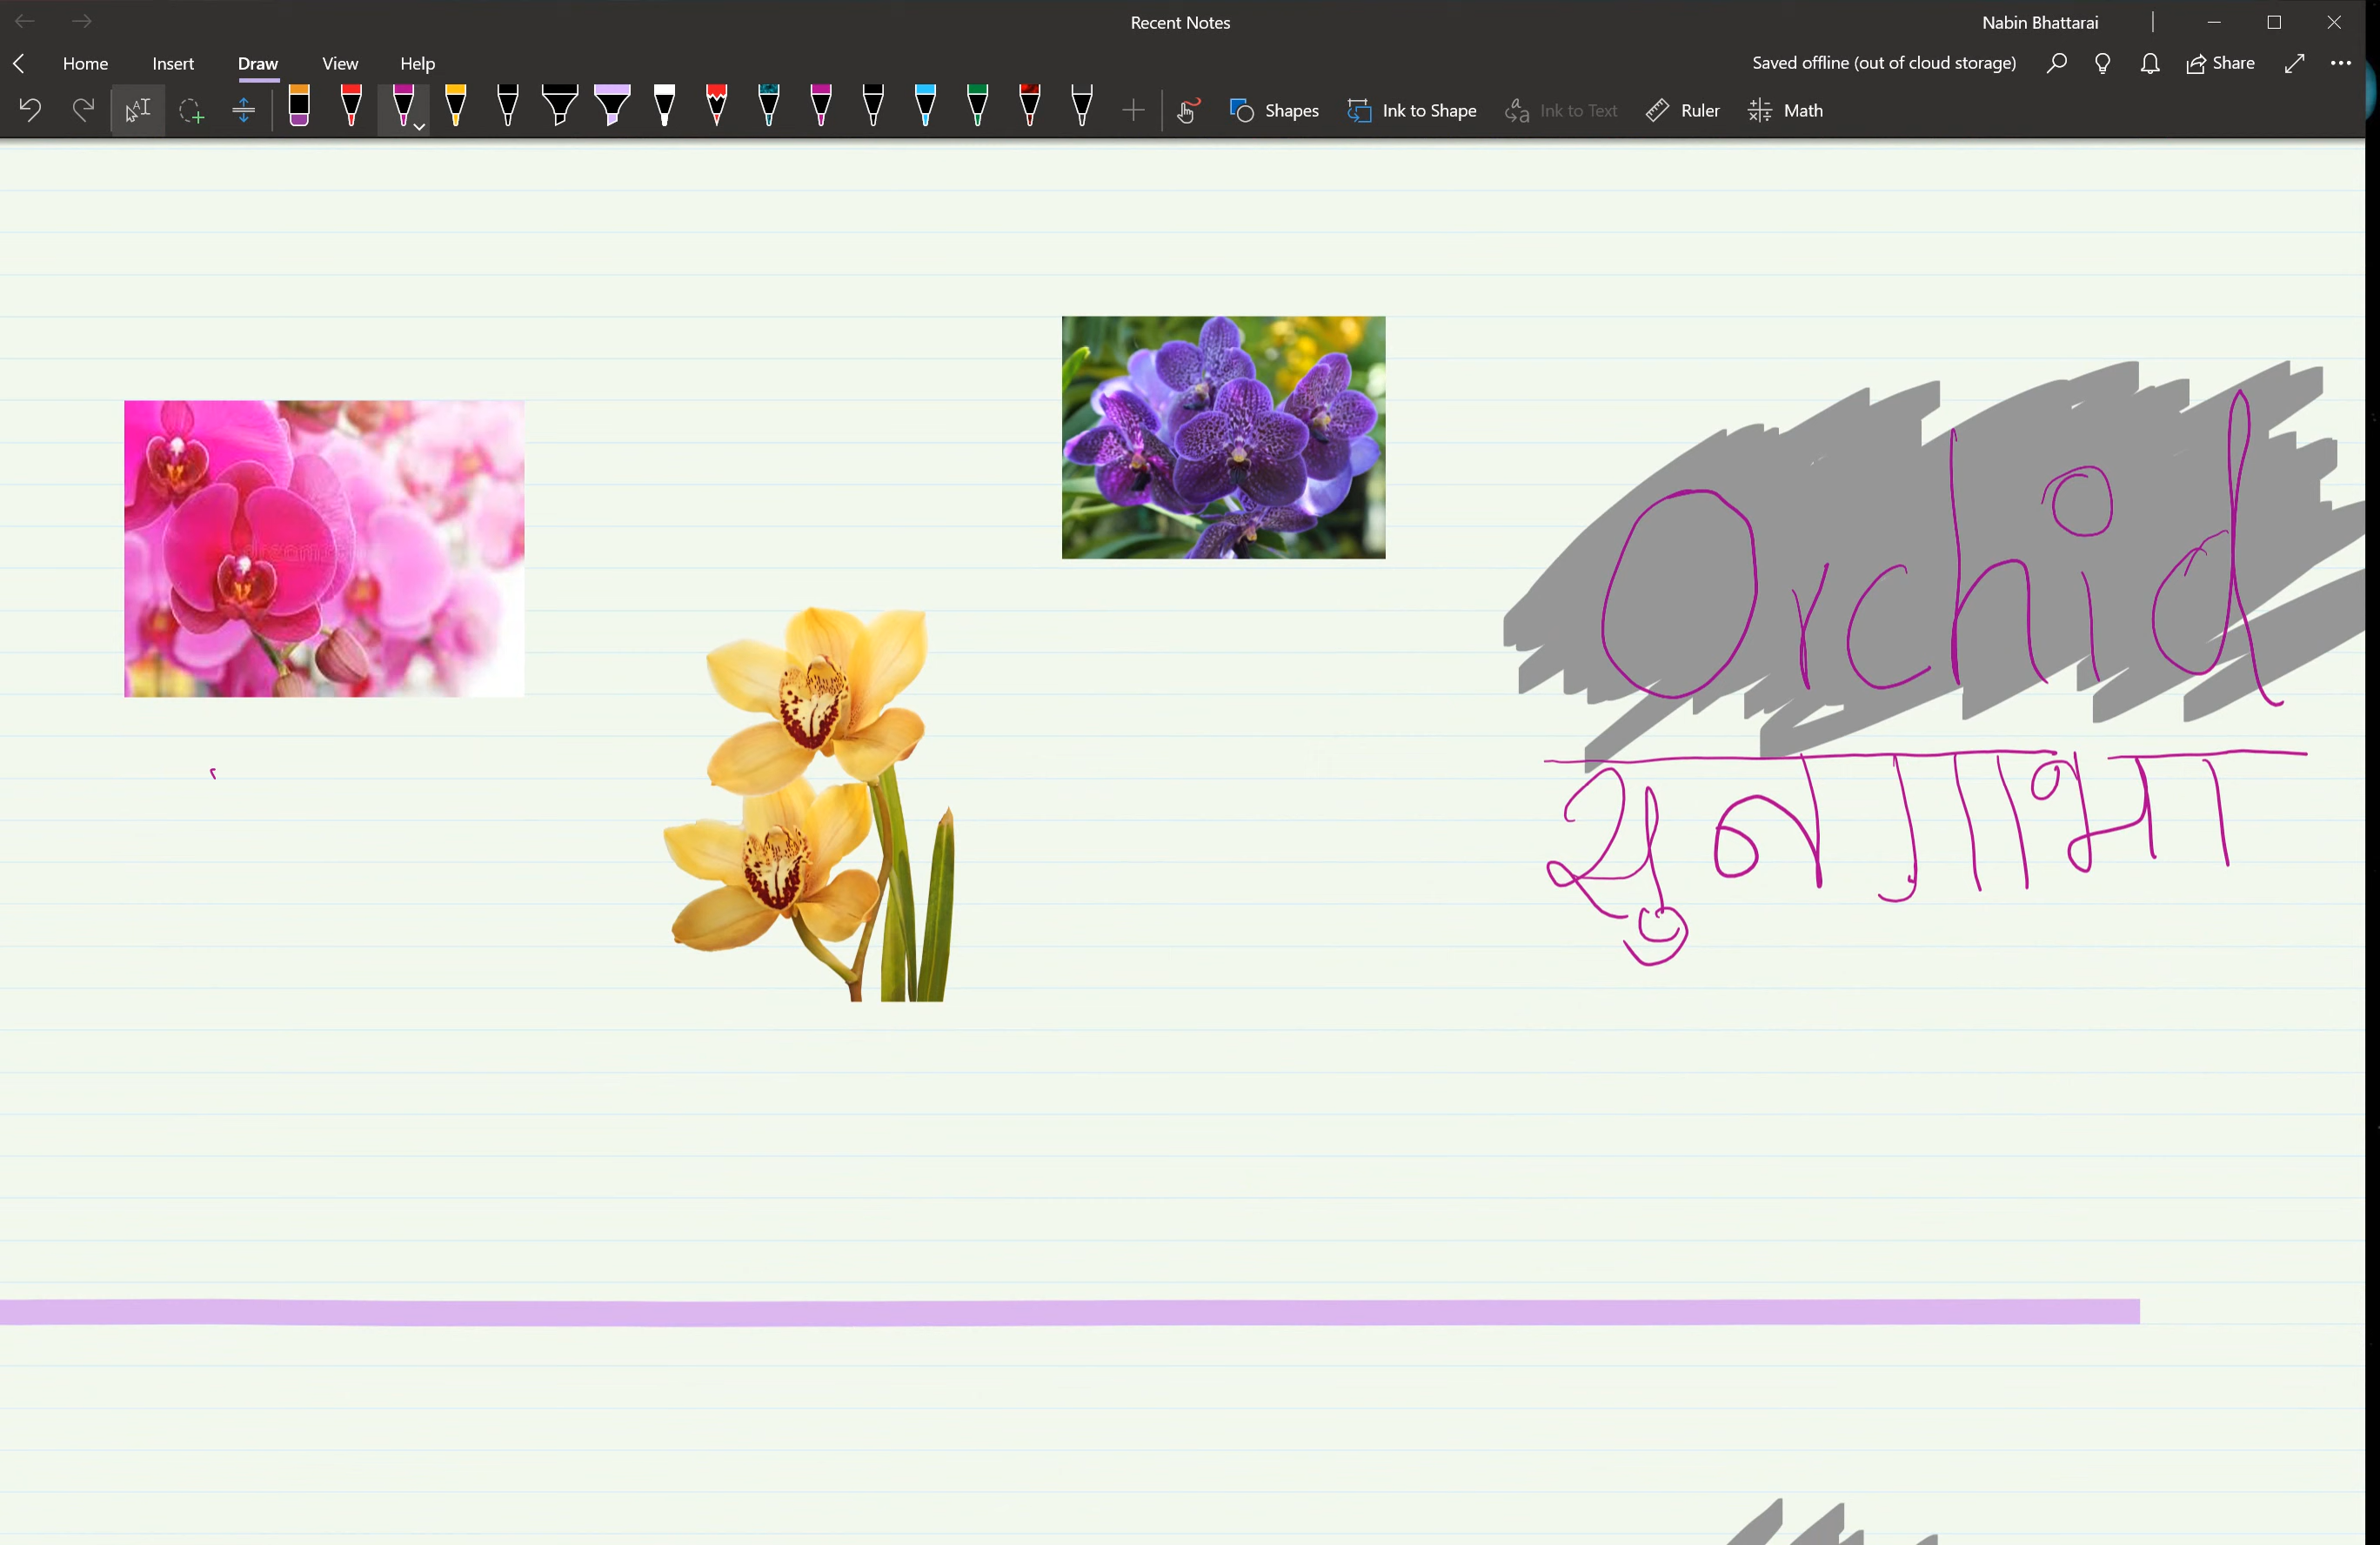 Recent Notes
Nabin Bhattarai
Home Insert Draw View Help
Saved offline (out of cloud storage)
Share
Shapes Ink to Shape Ink to Text Ruler Math
Orchid
सुनगाभा